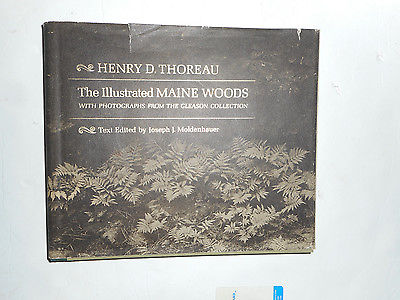 HENRY D. THOREAU
The Illustrated MAINE WOODS
WITH PHOTOGRAPHS FROM THE GLEASON COLLECTION
Text Edited by Joseph J. Moldenhauer